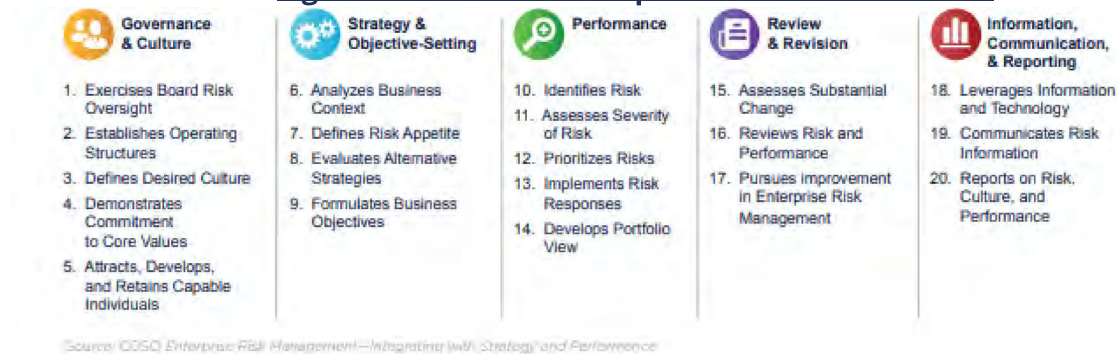 Governance
& Culture
1. Exercises Board Risk
Oversight
2. Establishes Operating
Structures
3. Defines Desired Culture
4. Demonstrates
Commitment
to Core Values
5. Attracts, Develops,
and Retains Capable
Individuals
Strategy &
Objective-Setting
6. Analyzes Business
Context
7. Defines Risk Appetite
8. Evaluates Alternative
Strategies
9. Formulates Business
Objectives
Performance
10. Identifies Risk
11. Assesses Severity
of Risk
12. Prioritizes Risks
13. Implements Risk
Responses
14. Develops Portfolio
View
Review
& Revision
15. Assesses Substantial
Change
16. Reviews Risk and
Performance
17. Pursues improvement
in Enterprise Risk
Management
Information,
Communication,
& Reporting
18. Leverages Information
and Technology
19. Communicates Risk
Information
20. Reports on Risk,
Culture, and
Performance
Source: COSO Enterprise Risk Management—Integrating with Strategy and Performance